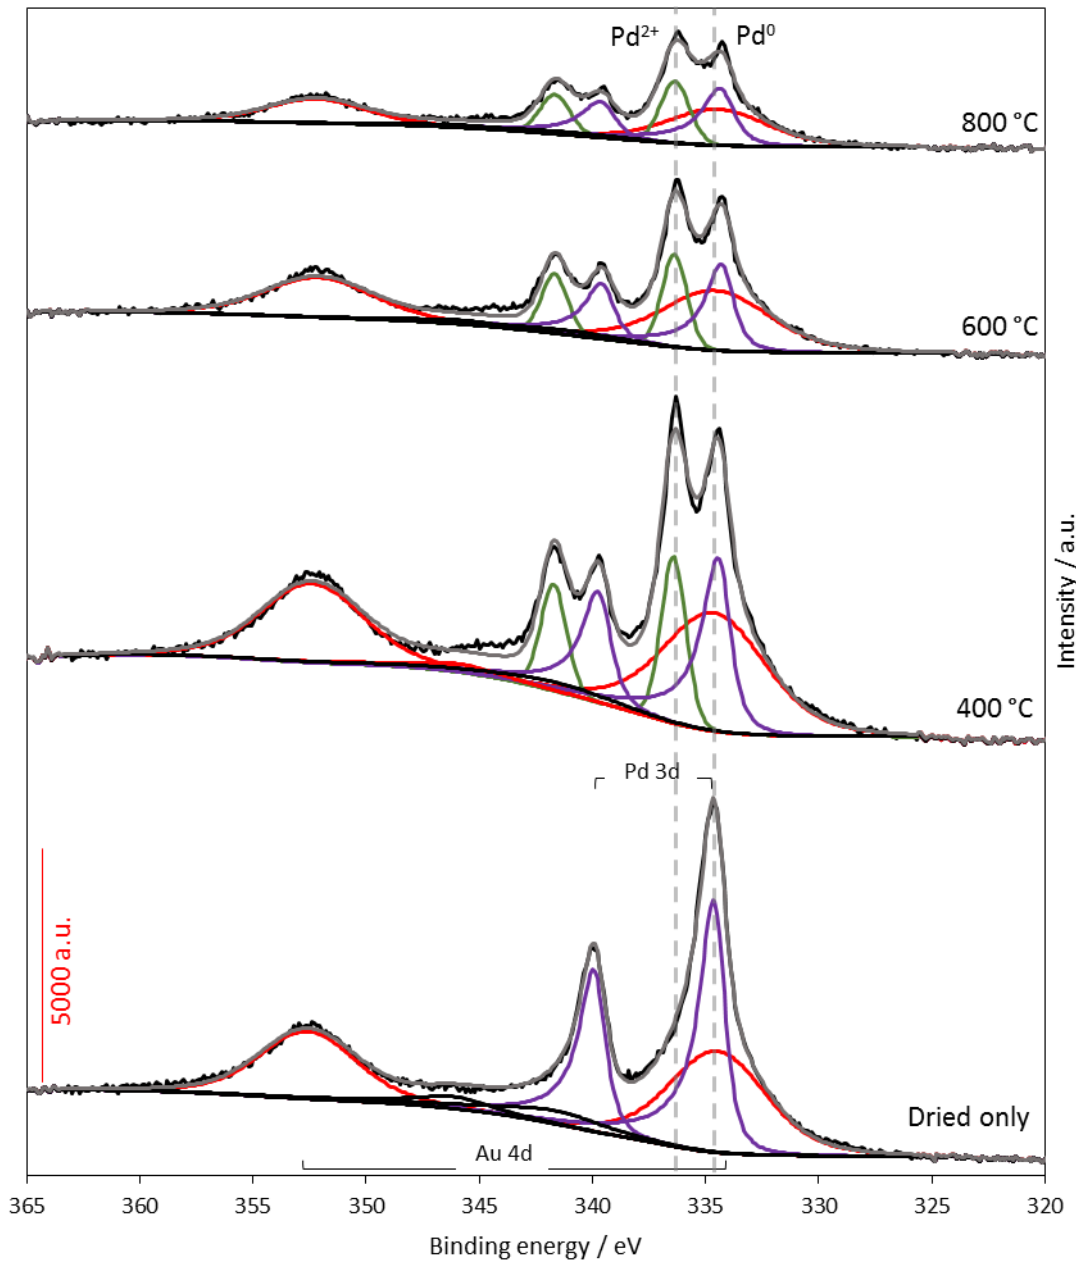 Pd²⁺ Pd⁰
800 °C
600 °C
Intensity / a.u.
400 °C
Pd 3d
5000 a.u.
Dried only
Au 4d
365 360 355 350 345 340 335 330 325 320
Binding energy / eV